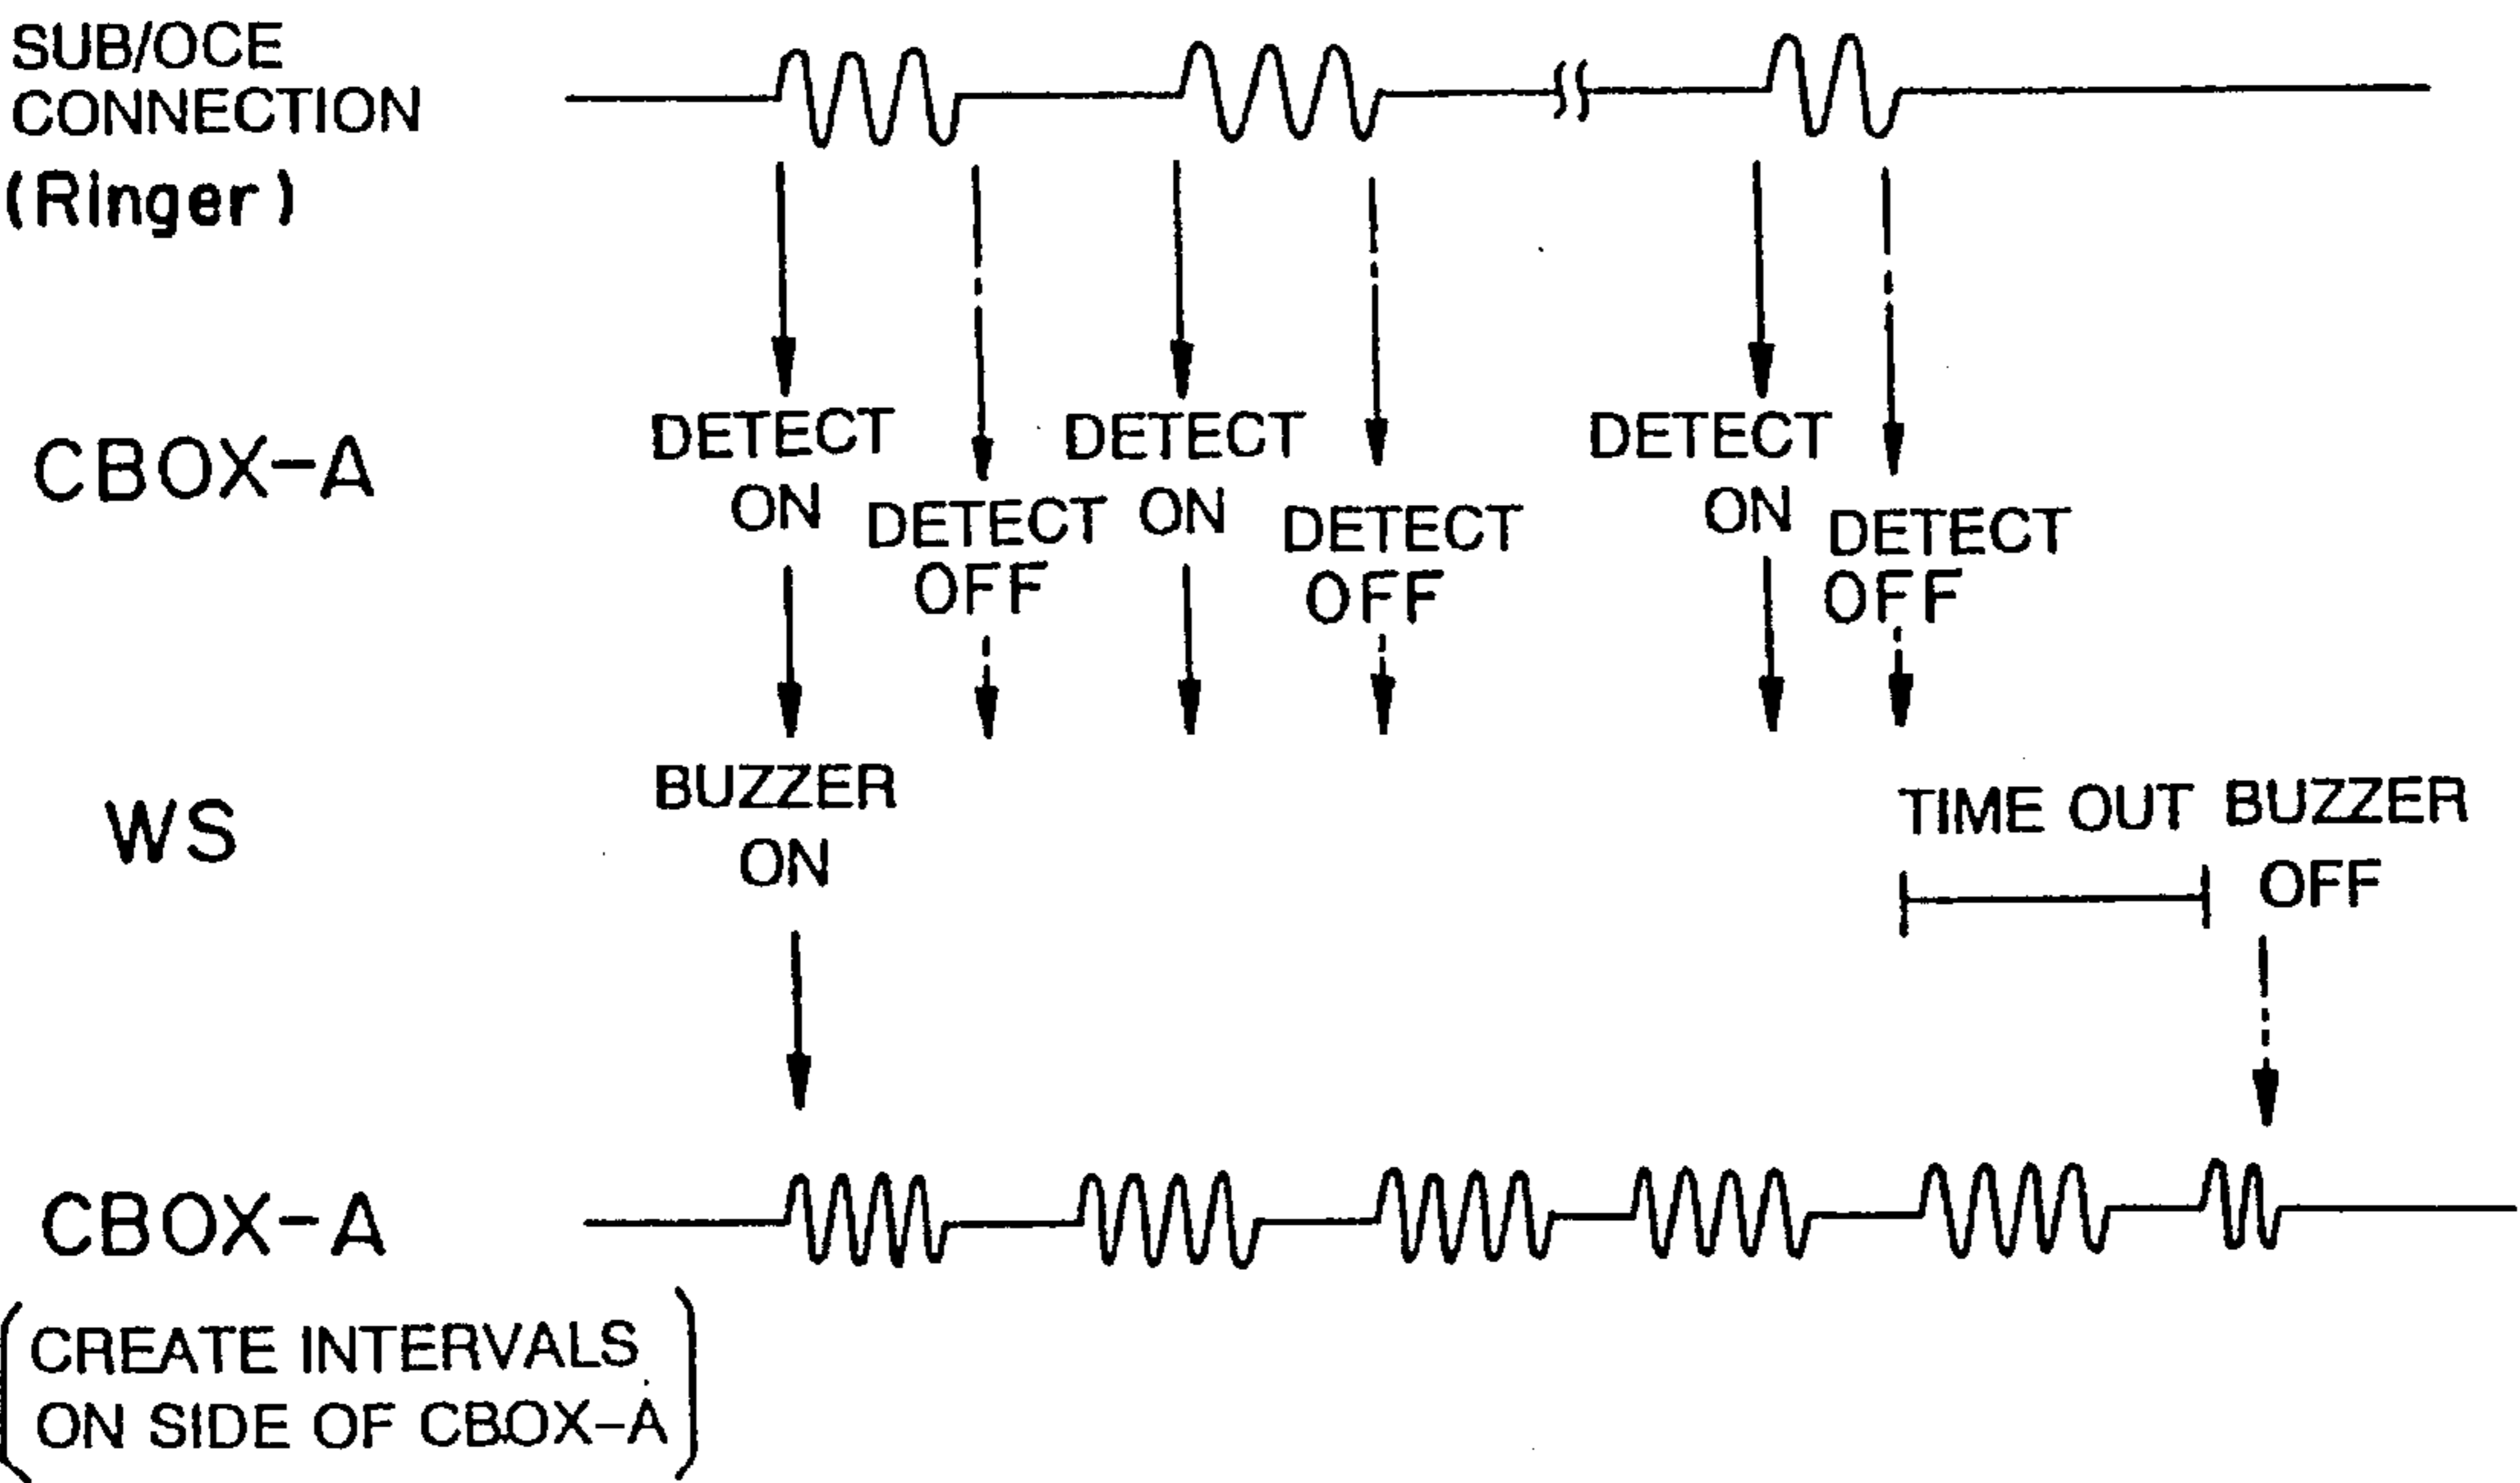 SUB/OCE
CONNECTION
(Ringer)
CBOX-A
DETECT
ON
DETECT
OFF
DETECT
ON
DETECT
OFF
DETECT
ON
DETECT
OFF
WS
BUZZER
ON
TIME OUT
BUZZER
OFF
CBOX-A
(CREATE INTERVALS
ON SIDE OF CBOX-A)